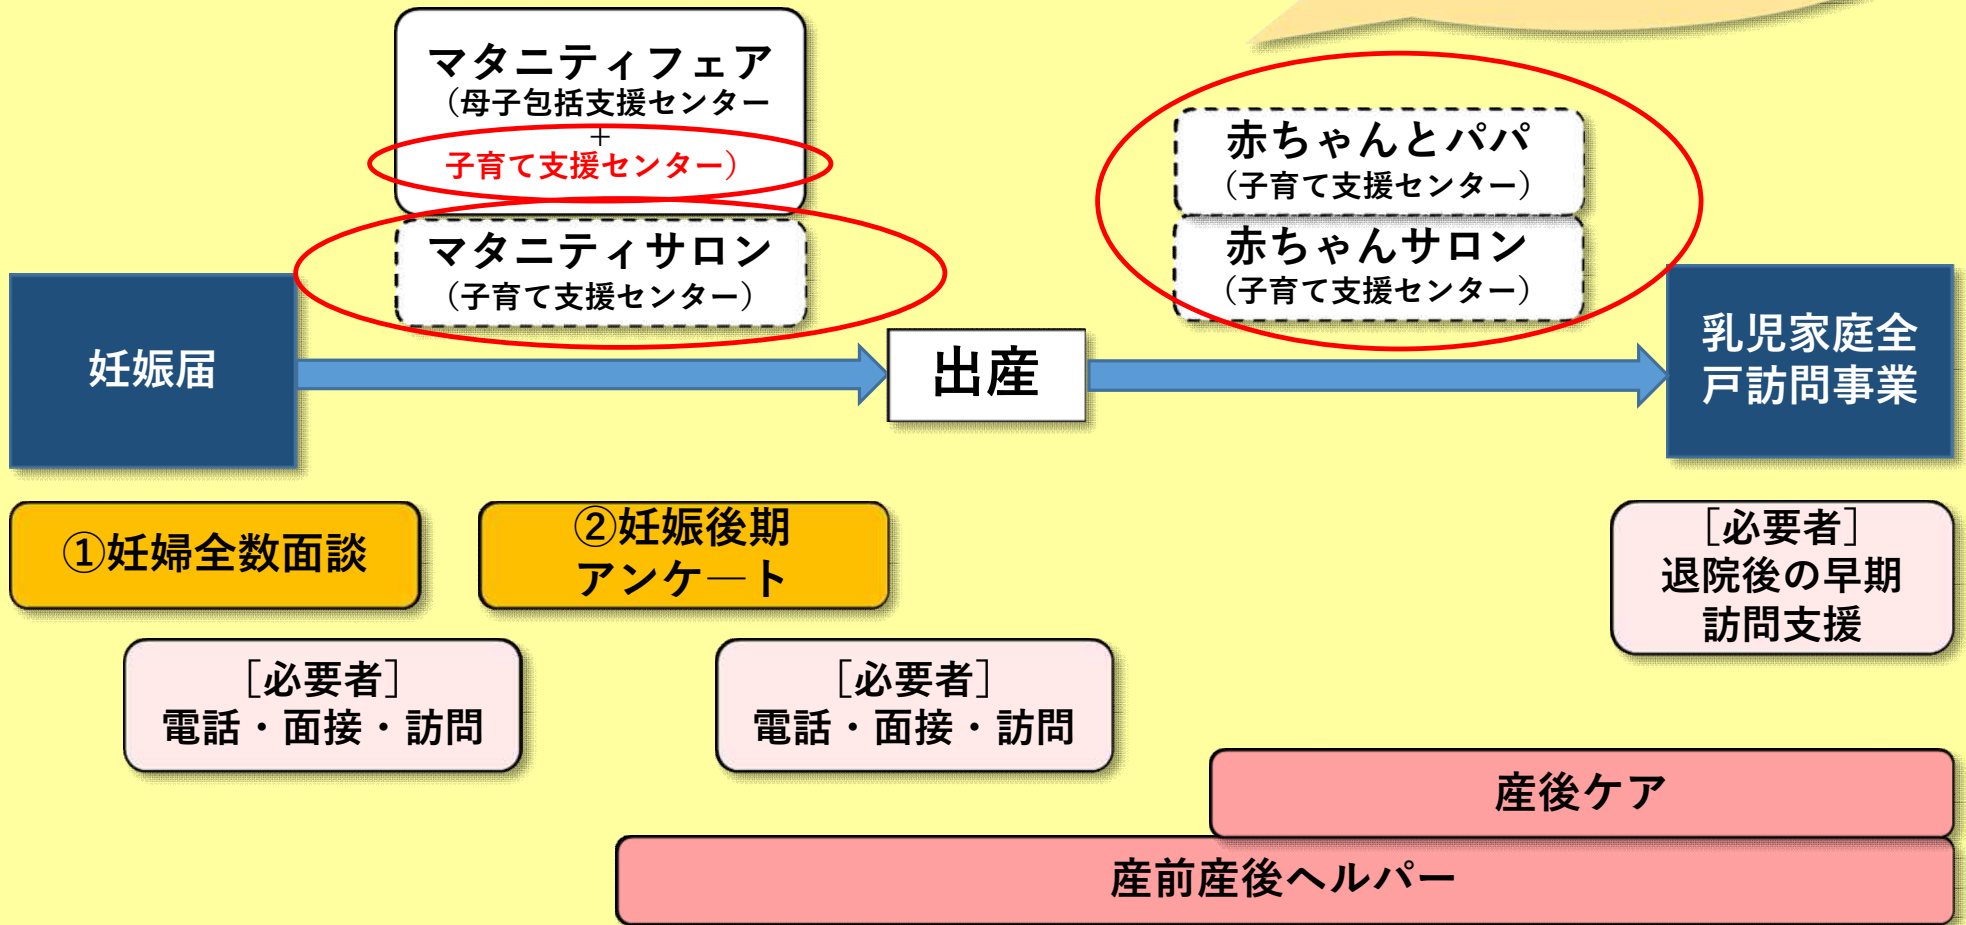 マタニティフェア
（母子包括支援センター
＋
子育て支援センター）
マタニティサロン
（子育て支援センター）
赤ちゃんとパパ
（子育て支援センター）
赤ちゃんサロン
（子育て支援センター）
妊娠届
出産
乳児家庭全
戸訪問事業
①妊婦全数面談
②妊娠後期
アンケ―ト
［必要者］
退院後の早期
訪問支援
［必要者］
電話・面接・訪問
［必要者］
電話・面接・訪問
産後ケア
産前産後ヘルパー